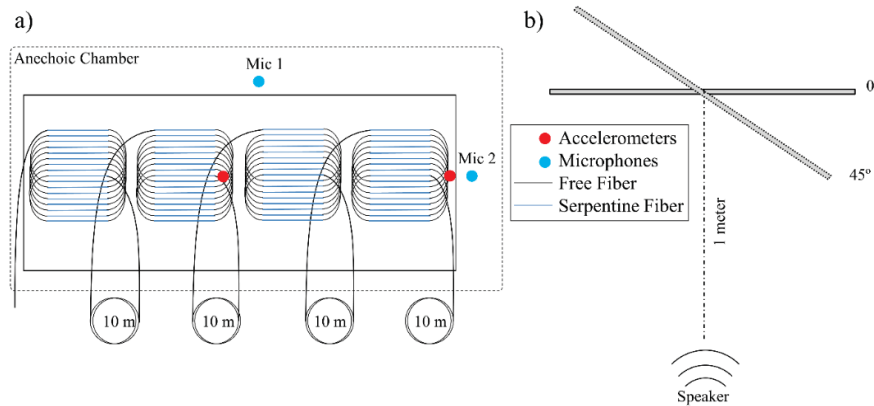 a)
Anechoic Chamber
Mic 1
Mic 2
10 m
10 m
10 m
10 m
Accelerometers
Microphones
Free Fiber
Serpentine Fiber
b)
0
45º
1 meter
Speaker